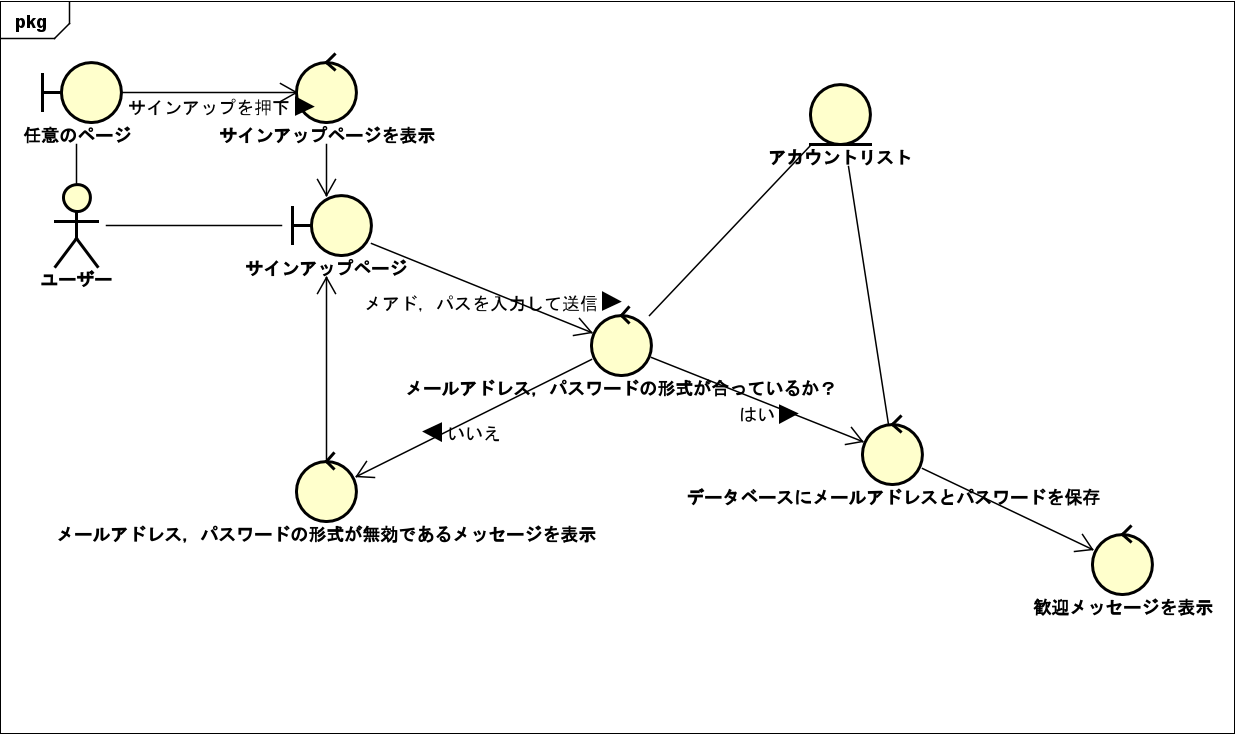 pkg
サインアップを押下
任意のページ
サインアップページを表示
アカウントリスト
ユーザー
サインアップページ
メアド，パスを入力して送信
メールアドレス，パスワードの形式が合っているか？
はい
いいえ
データベースにメールアドレスとパスワードを保存
メールアドレス，パスワードの形式が無効であるメッセージを表示
歓迎メッセージを表示